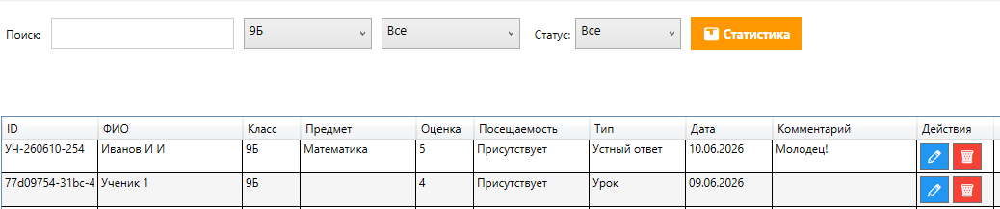 Поиск: 9Б Все Статус: Все Статистика
ID ФИО Класс Предмет Оценка Посещаемость Тип Дата Комментарий Действия
УЧ-260610-254 Иванов И И 9Б Математика 5 Присутствует Устный ответ 10.06.2026 Молодец!
77d09754-31bc-4 Ученик 1 9Б 4 Присутствует Урок 09.06.2026